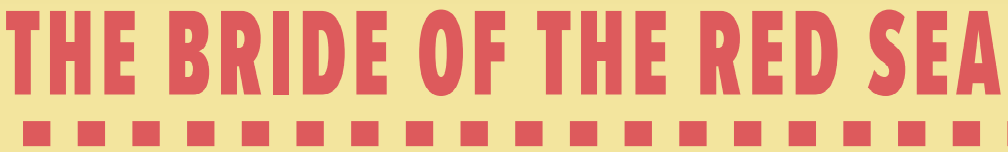 THE BRIDE OF THE RED SEA